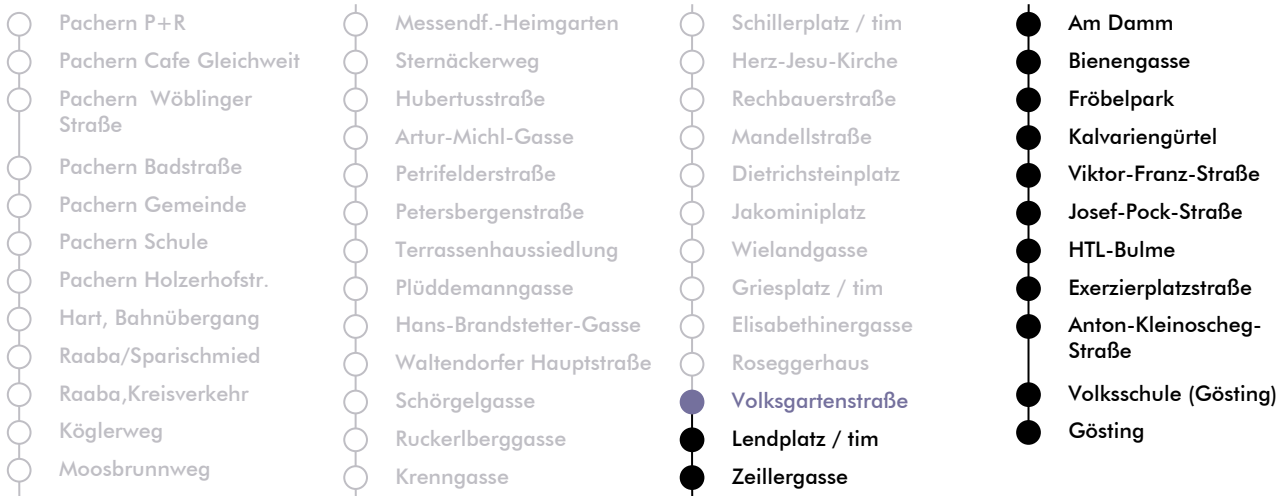 Pachern P+R
Pachern Cafe Gleichweit
Pachern Wöblinger
Straße
Pachern Badstraße
Pachern Gemeinde
Pachern Schule
Pachern Holzerhofstr.
Hart, Bahnübergang
Raaba/Sparischmied
Raaba,Kreisverkehr
Köglerweg
Moosbrunnweg
Messendf.-Heimgarten
Sternäckerweg
Hubertusstraße
Artur-Michl-Gasse
Petrifelderstraße
Petersbergenstraße
Terrassenhaussiedlung
Plüddemanngasse
Hans-Brandstetter-Gasse
Waltendorfer Hauptstraße
Schörgelgasse
Ruckerlberggasse
Krenngasse
Schillerplatz / tim
Herz-Jesu-Kirche
Rechbauerstraße
Mandellstraße
Dietrichsteinplatz
Jakominiplatz
Wielandgasse
Griesplatz / tim
Elisabethinergasse
Roseggerhaus
Volksgartenstraße
Lendplatz / tim
Zeillergasse
Am Damm
Bienengasse
Fröbelpark
Kalvariengürtel
Viktor-Franz-Straße
Josef-Pock-Straße
HTL-Bulme
Exerzierplatzstraße
Anton-Kleinoscheg-
Straße
Volksschule (Gösting)
Gösting